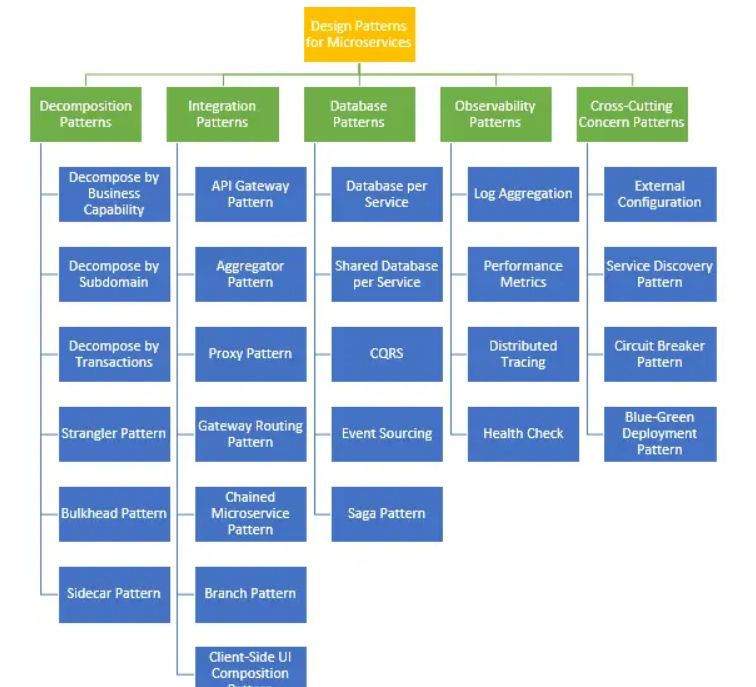 Design Patterns
for Microservices
Decomposition
Patterns
Integration
Patterns
Database
Patterns
Observability
Patterns
Cross-Cutting
Concern Patterns
Decompose by
Business
Capability
Decompose by
Subdomain
Decompose by
Transactions
Strangler Pattern
Bulkhead Pattern
Sidecar Pattern
API Gateway
Pattern
Aggregator
Pattern
Proxy Pattern
Gateway Routing
Pattern
Chained
Microservice
Pattern
Branch Pattern
Client-Side UI
Composition
Pattern
Database per
Service
Shared Database
per Service
CQRS
Event Sourcing
Saga Pattern
Log Aggregation
Performance
Metrics
Distributed
Tracing
Health Check
External
Configuration
Service Discovery
Pattern
Circuit Breaker
Pattern
Blue-Green
Deployment
Pattern